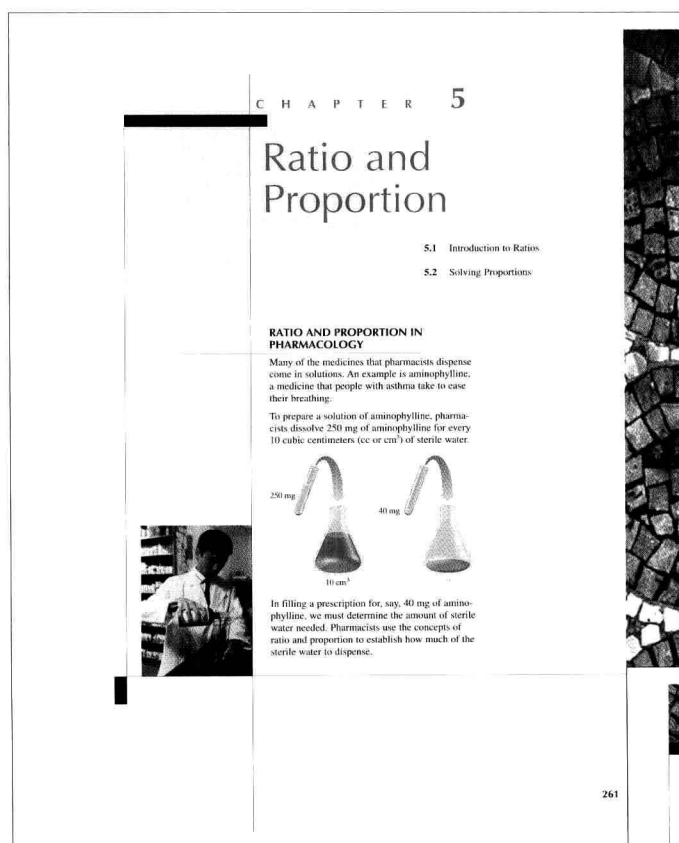 CHAPTER 5
Ratio and
Proportion
5.1 Introduction to Ratios
5.2 Solving Proportions
RATIO AND PROPORTION IN
PHARMACOLOGY
Many of the medicines that pharmacists dispense
come in solutions. An example is aminophylline,
a medicine that people with asthma take to ease
their breathing.
To prepare a solution of aminophylline, pharma-
cists dissolve 250 mg of aminophylline for every
10 cubic centimeters (cc or cm³) of sterile water.
250 mg
40 mg
10 cm³
In filling a prescription for, say, 40 mg of amino-
phylline, we must determine the amount of sterile
water needed. Pharmacists use the concepts of
ratio and proportion to establish how much of the
sterile water to dispense.
261